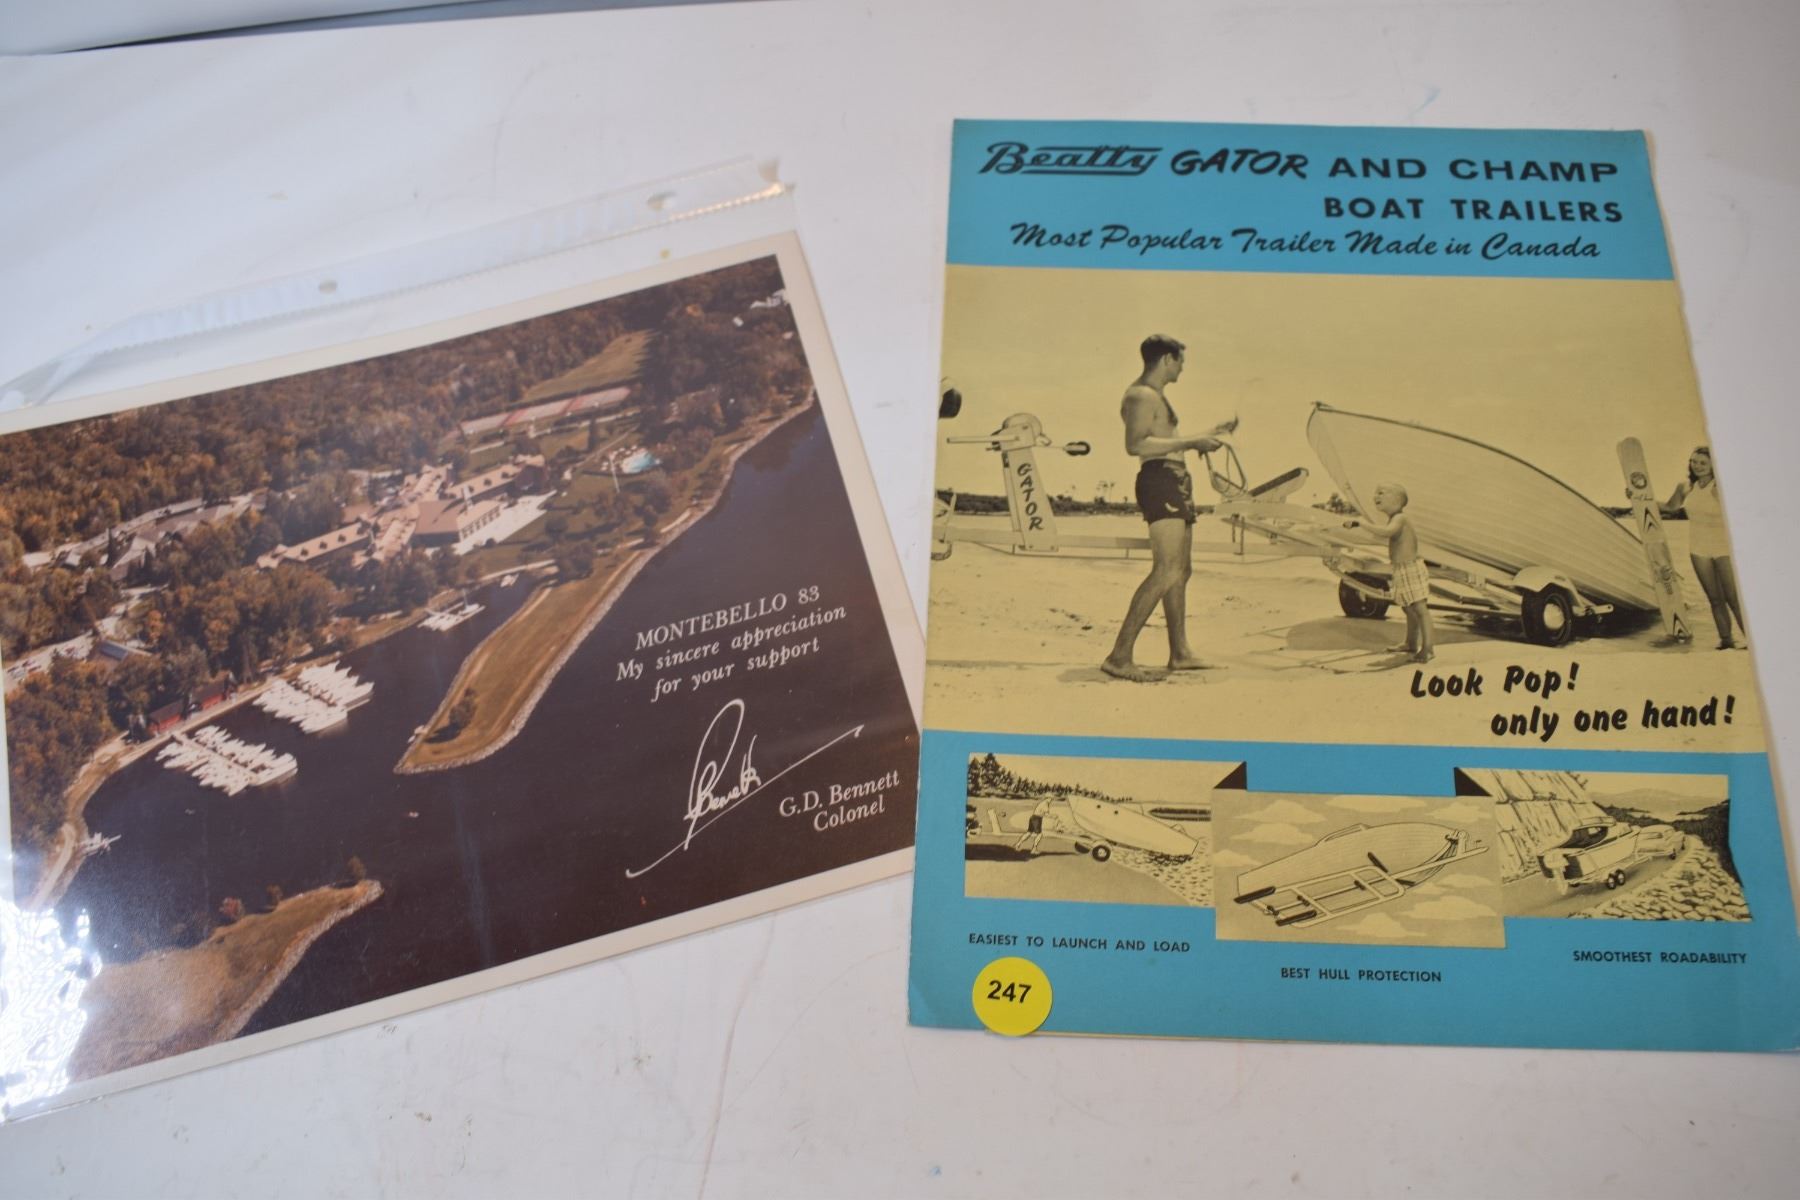 MONTEBELLO 83
My sincere appreciation
for your support
Bennett
G.D. Bennett
Colonel
Beatty GATOR AND CHAMP
BOAT TRAILERS
Most Popular Trailer Made in Canada
GATOR
Look Pop!
only one hand!
EASIEST TO LAUNCH AND LOAD
BEST HULL PROTECTION
SMOOTHEST ROADABILITY
247